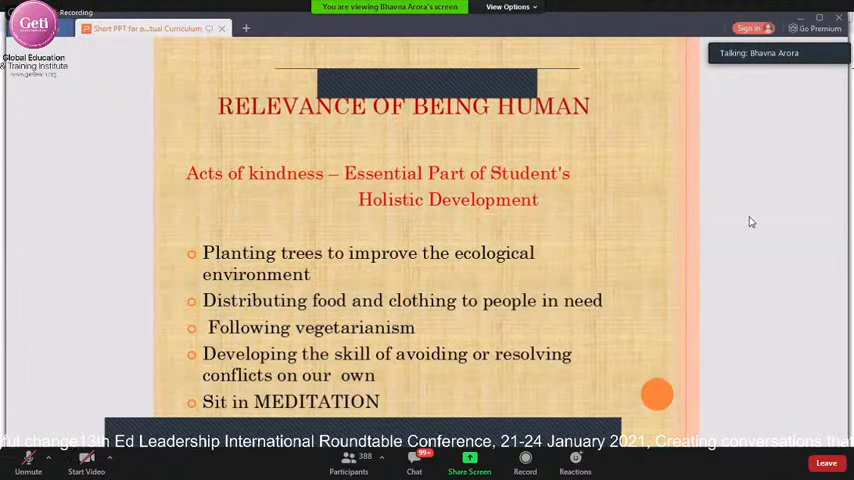 Geti
Global Education
& Training Institute
www.getilearn.org
Recording
You are viewing Bhavna Arora's screen
View Options
Short PPT for p...tual Curriculum
Sign in
Go Premium
Talking: Bhavna Arora
RELEVANCE OF BEING HUMAN
Acts of kindness – Essential Part of Student's
Holistic Development
Planting trees to improve the ecological
environment
Distributing food and clothing to people in need
Following vegetarianism
Developing the skill of avoiding or resolving
conflicts on our own
Sit in MEDITATION
ful change13th Ed Leadership International Roundtable Conference, 21-24 January 2021, Creating conversations that
Unmute
Start Video
388
Participants
99+
Chat
Share Screen
Record
Reactions
Leave